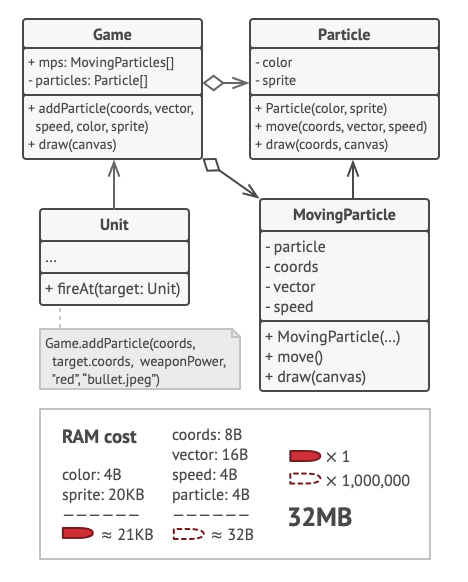 Game
+ mps: MovingParticles[]
- particles: Particle[]
+ addParticle(coords, vector,
speed, color, sprite)
+ draw(canvas)
Particle
- color
- sprite
+ Particle(color, sprite)
+ move(coords, vector, speed)
+ draw(coords, canvas)
Unit
...
+ fireAt(target: Unit)
MovingParticle
- particle
- coords
- vector
- speed
+ MovingParticle(...)
+ move()
+ draw(canvas)
Game.addParticle(coords,
target.coords, weaponPower,
"red", "bullet.jpeg")
RAM cost
color: 4B
sprite: 20KB
──────
≈ 21KB
coords: 8B
vector: 16B
speed: 4B
particle: 4B
──────
≈ 32B
× 1
× 1,000,000
32MB